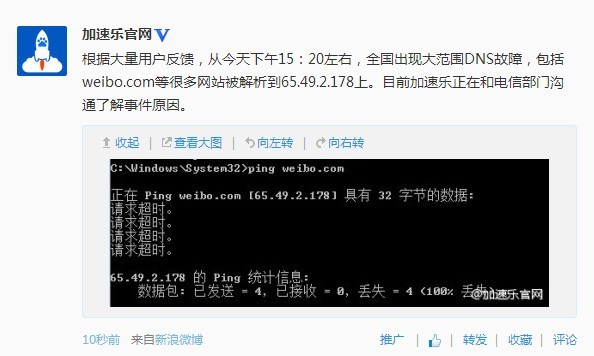 加速乐官网
根据大量用户反馈，从今天下午15：20左右，全国出现大范围DNS故障，包括
weibo.com等很多网站被解析到65.49.2.178上。目前加速乐正在和电信部门沟
通了解事件原因。
收起 | 查看大图 | 向左转 | 向右转
C:\Windows\System32>ping weibo.com
正在 Ping weibo.com [65.49.2.178] 具有 32 字节的数据:
请求超时。
请求超时。
请求超时。
请求超时。
65.49.2.178 的 Ping 统计信息:
数据包: 已发送 = 4, 已接收 = 0, 丢失 = 4 (100% 丢失)
@加速乐官网
10秒前 来自新浪微博 推广 | 转发 | 收藏 | 评论